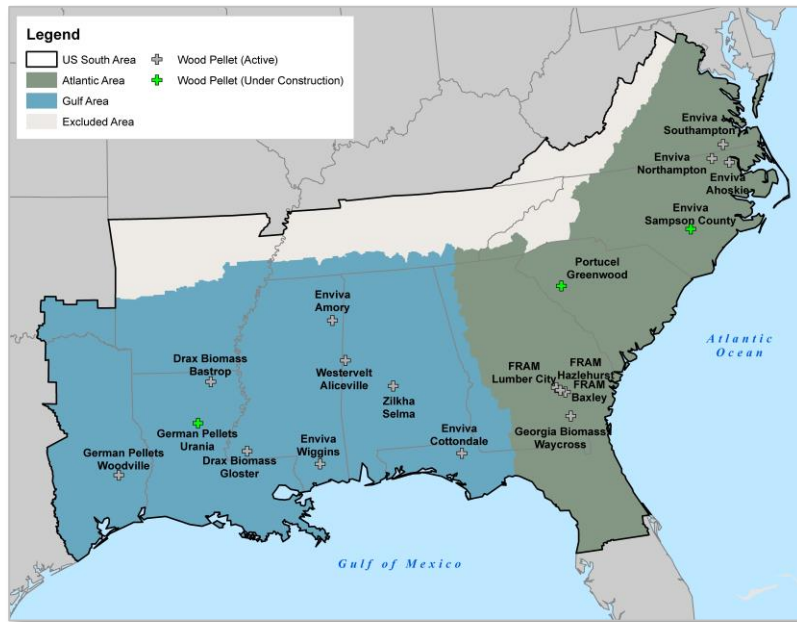 Legend
US South Area
Atlantic Area
Gulf Area
Excluded Area
Wood Pellet (Active)
Wood Pellet (Under Construction)
Enviva
Southampton
Enviva
Northampton
Enviva
Ahoskie
Enviva
Sampson County
Portucel
Greenwood
Enviva
Amory
Atlantic
Ocean
Drax Biomass
Bastrop
Westervelt
Aliceville
FRAM
Lumber City
FRAM
Hazlehurst
FRAM
Baxley
Zilkha
Selma
German Pellets
Urania
Georgia Biomass
Waycross
Enviva
Cottondale
Enviva
Wiggins
German Pellets
Woodville
Drax Biomass
Gloster
Gulf of Mexico